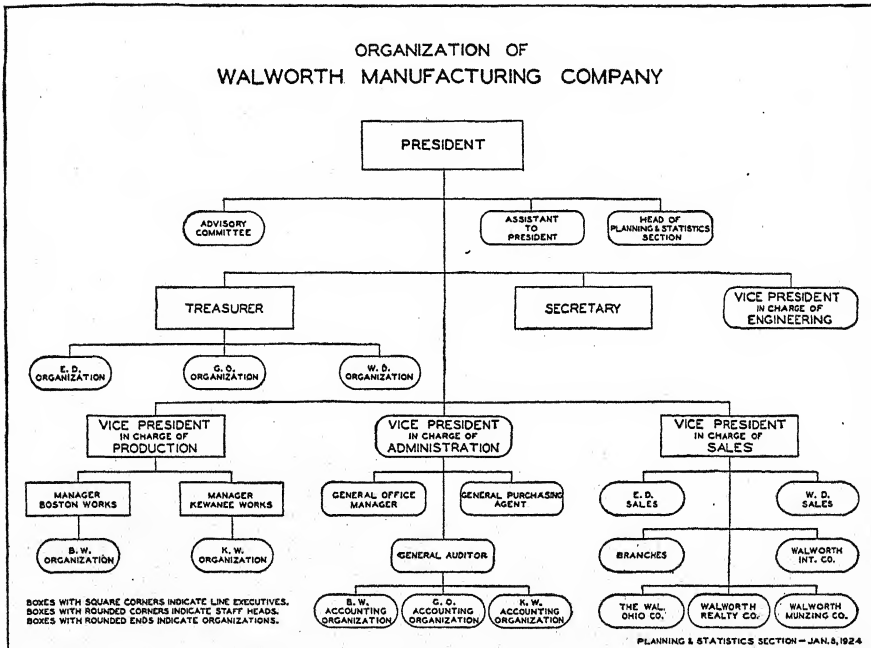 ORGANIZATION OF
WALWORTH MANUFACTURING COMPANY
PRESIDENT
ADVISORY
COMMITTEE
ASSISTANT
TO
PRESIDENT
HEAD OF
PLANNING & STATISTICS
SECTION
TREASURER
SECRETARY
VICE PRESIDENT
IN CHARGE OF
ENGINEERING
E. D.
ORGANIZATION
G. O.
ORGANIZATION
W. D.
ORGANIZATION
VICE PRESIDENT
IN CHARGE OF
PRODUCTION
VICE PRESIDENT
IN CHARGE OF
ADMINISTRATION
VICE PRESIDENT
IN CHARGE OF
SALES
MANAGER
BOSTON WORKS
MANAGER
KEWANEE WORKS
GENERAL OFFICE
MANAGER
GENERAL PURCHASING
AGENT
E. D.
SALES
W. D.
SALES
B. W.
ORGANIZATION
K. W.
ORGANIZATION
GENERAL AUDITOR
BRANCHES
WALWORTH
INT. CO.
B. W.
ACCOUNTING
ORGANIZATION
G. O.
ACCOUNTING
ORGANIZATION
K. W.
ACCOUNTING
ORGANIZATION
THE WAL.
OHIO CO.
WALWORTH
REALTY CO.
WALWORTH
MUNZING CO.
BOXES WITH SQUARE CORNERS INDICATE LINE EXECUTIVES.
BOXES WITH ROUNDED CORNERS INDICATE STAFF HEADS.
BOXES WITH ROUNDED ENDS INDICATE ORGANIZATIONS.
PLANNING & STATISTICS SECTION — JAN. 8, 1924